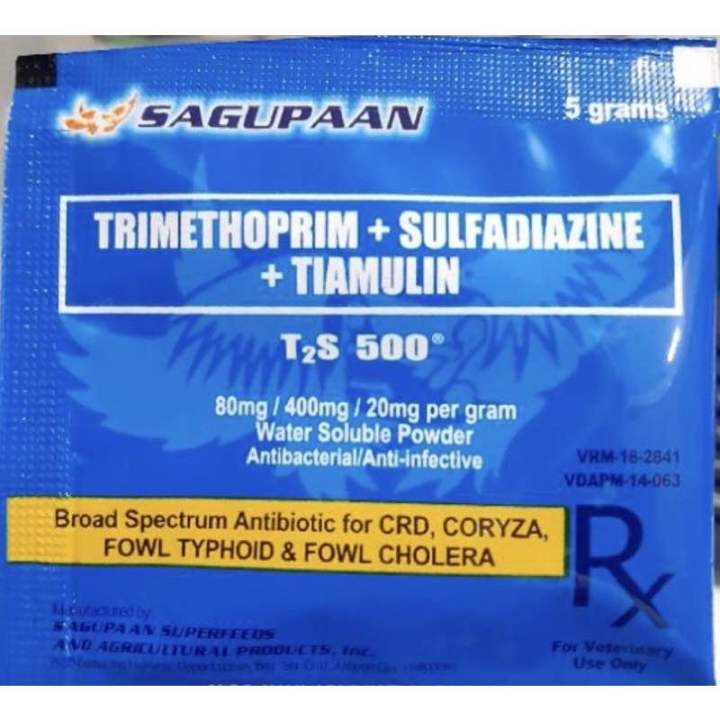 SAGUPAAN
5 grams
TRIMETHOPRIM + SULFADIAZINE
+ TIAMULIN
T₂S 500®
80mg / 400mg / 20mg per gram
Water Soluble Powder
Antibacterial/Anti-infective
VRM-18-2841
VDAPM-14-063
Broad Spectrum Antibiotic for CRD, CORYZA,
FOWL TYPHOID & FOWL CHOLERA
Rx
Manufactured by
SAGUPAAN SUPERFEEDS
AND AGRICULTURAL PRODUCTS, Inc.
For Veterinary
Use Only